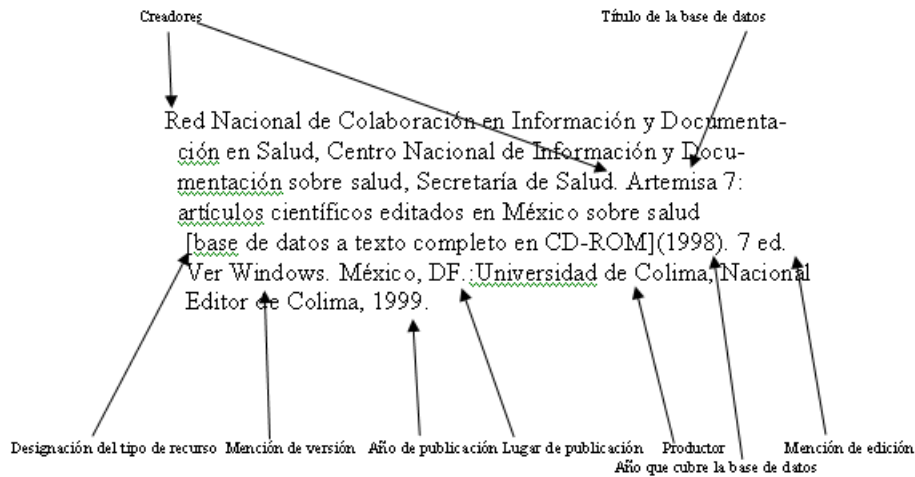 Creadores Título de la base de datos
Red Nacional de Colaboración en Información y Documenta-
ción en Salud, Centro Nacional de Información y Docu-
mentación sobre salud, Secretaría de Salud. Artemisa 7:
artículos científicos editados en México sobre salud
[base de datos a texto completo en CD-ROM](1998). 7 ed.
Ver Windows. México, DF.:Universidad de Colima, Nacional
Editor de Colima, 1999.
Designación del tipo de recurso Mención de versión Año de publicación Lugar de publicación Productor Mención de edición
Año que cubre la base de datos